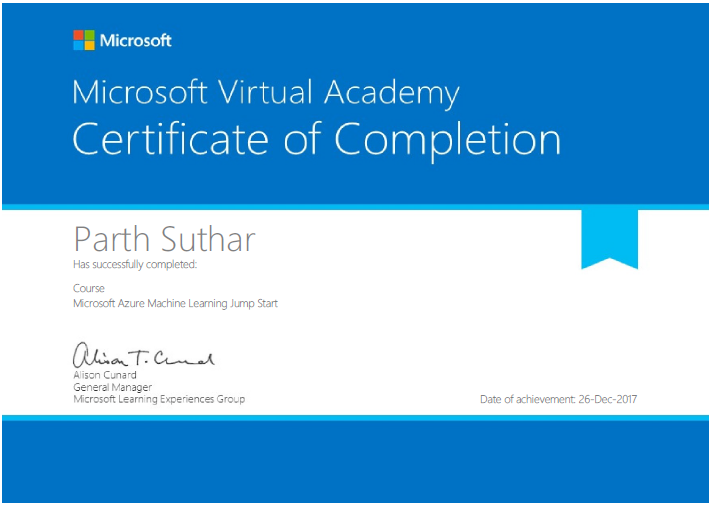 Microsoft
Microsoft Virtual Academy
Certificate of Completion
Parth Suthar
Has successfully completed:
Course
Microsoft Azure Machine Learning Jump Start
Alison T. Cunard
Alison Cunard
General Manager
Microsoft Learning Experiences Group
Date of achievement: 26-Dec-2017